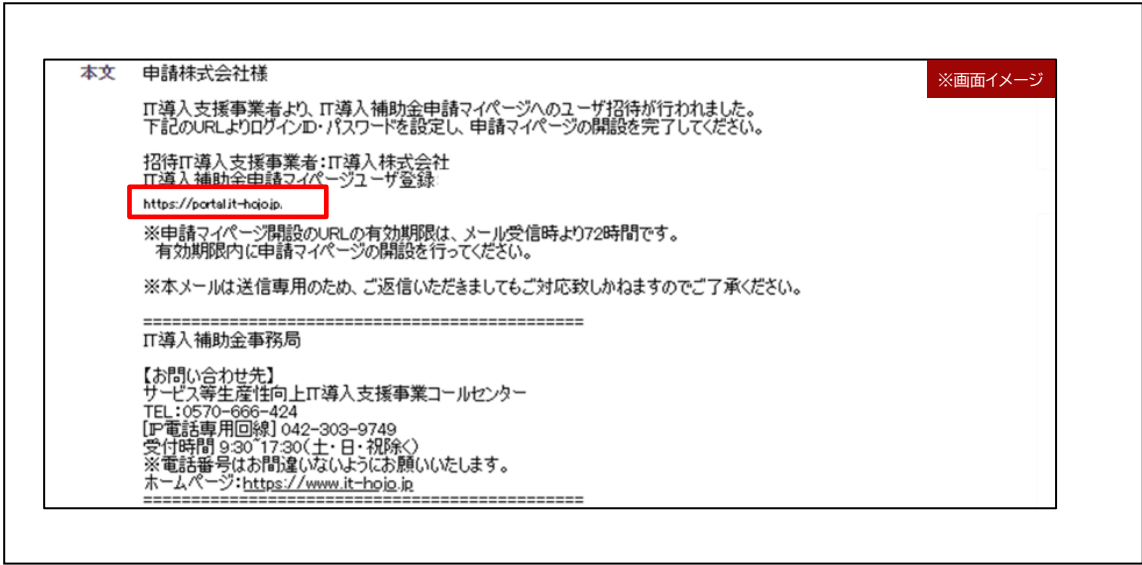 ※画面イメージ
本文 申請株式会社様
IT導入支援事業者より、IT導入補助金申請マイページへのユーザ招待が行われました。
下記のURLよりログインID・パスワードを設定し、申請マイページの開設を完了してください。
招待IT導入支援事業者:IT導入株式会社
IT導入補助金申請マイページユーザ登録
https://portal.it-hojo.jp.
※申請マイページ開設のURLの有効期限は、メール受信時より72時間です。
有効期限内に申請マイページの開設を行ってください。
※本メールは送信専用のため、ご返信いただきましてもご対応致しかねますのでご了承ください。
==============================================
IT導入補助金事務局
【お問い合わせ先】
サービス等生産性向上IT導入支援事業コールセンター
TEL:0570-666-424
[IP電話専用回線] 042-303-9749
受付時間 9:30~17:30(土・日・祝除く)
※電話番号はお間違いないようにお願いいたします。
ホームページ:https://www.it-hojo.jp
==============================================